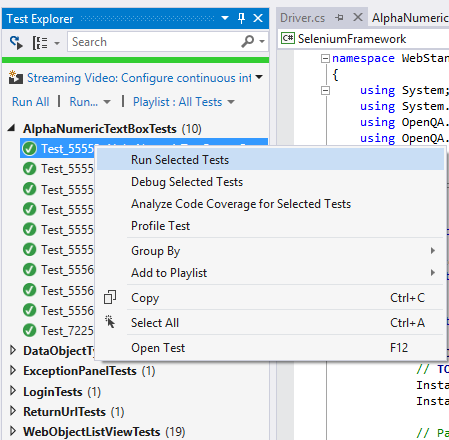 Test Explorer
Search
Streaming Video: Configure continuous int
Run All | Run... | Playlist : All Tests
AlphaNumericTextBoxTests (10)
Test_5555
Test_5555
Test_5555
Test_5555
Test_5555
Test_5555
Test_5556
Test_5556
Test_5556
Test_7225
DataObjectTy
ExceptionPanelTests (1)
LoginTests (1)
ReturnUrlTests (1)
WebObjectListViewTests (19)
Run Selected Tests
Debug Selected Tests
Analyze Code Coverage for Selected Tests
Profile Test
Group By
Add to Playlist
Copy Ctrl+C
Select All Ctrl+A
Open Test F12
Driver.cs AlphaNumeric
C# SeleniumFramework
namespace WebStan
{
using System;
using System.
using OpenQA.
using OpenQA.
// TO
Insta
Insta
// Pa